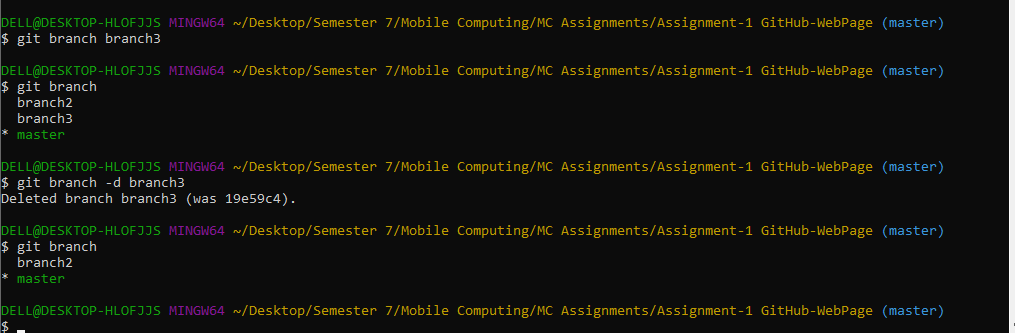 DELL@DESKTOP-HLOFJJS MINGW64 ~/Desktop/Semester 7/Mobile Computing/MC Assignments/Assignment-1 GitHub-WebPage (master)
$ git branch branch3
DELL@DESKTOP-HLOFJJS MINGW64 ~/Desktop/Semester 7/Mobile Computing/MC Assignments/Assignment-1 GitHub-WebPage (master)
$ git branch
branch2
branch3
* master
DELL@DESKTOP-HLOFJJS MINGW64 ~/Desktop/Semester 7/Mobile Computing/MC Assignments/Assignment-1 GitHub-WebPage (master)
$ git branch -d branch3
Deleted branch branch3 (was 19e59c4).
DELL@DESKTOP-HLOFJJS MINGW64 ~/Desktop/Semester 7/Mobile Computing/MC Assignments/Assignment-1 GitHub-WebPage (master)
$ git branch
branch2
* master
DELL@DESKTOP-HLOFJJS MINGW64 ~/Desktop/Semester 7/Mobile Computing/MC Assignments/Assignment-1 GitHub-WebPage (master)
$